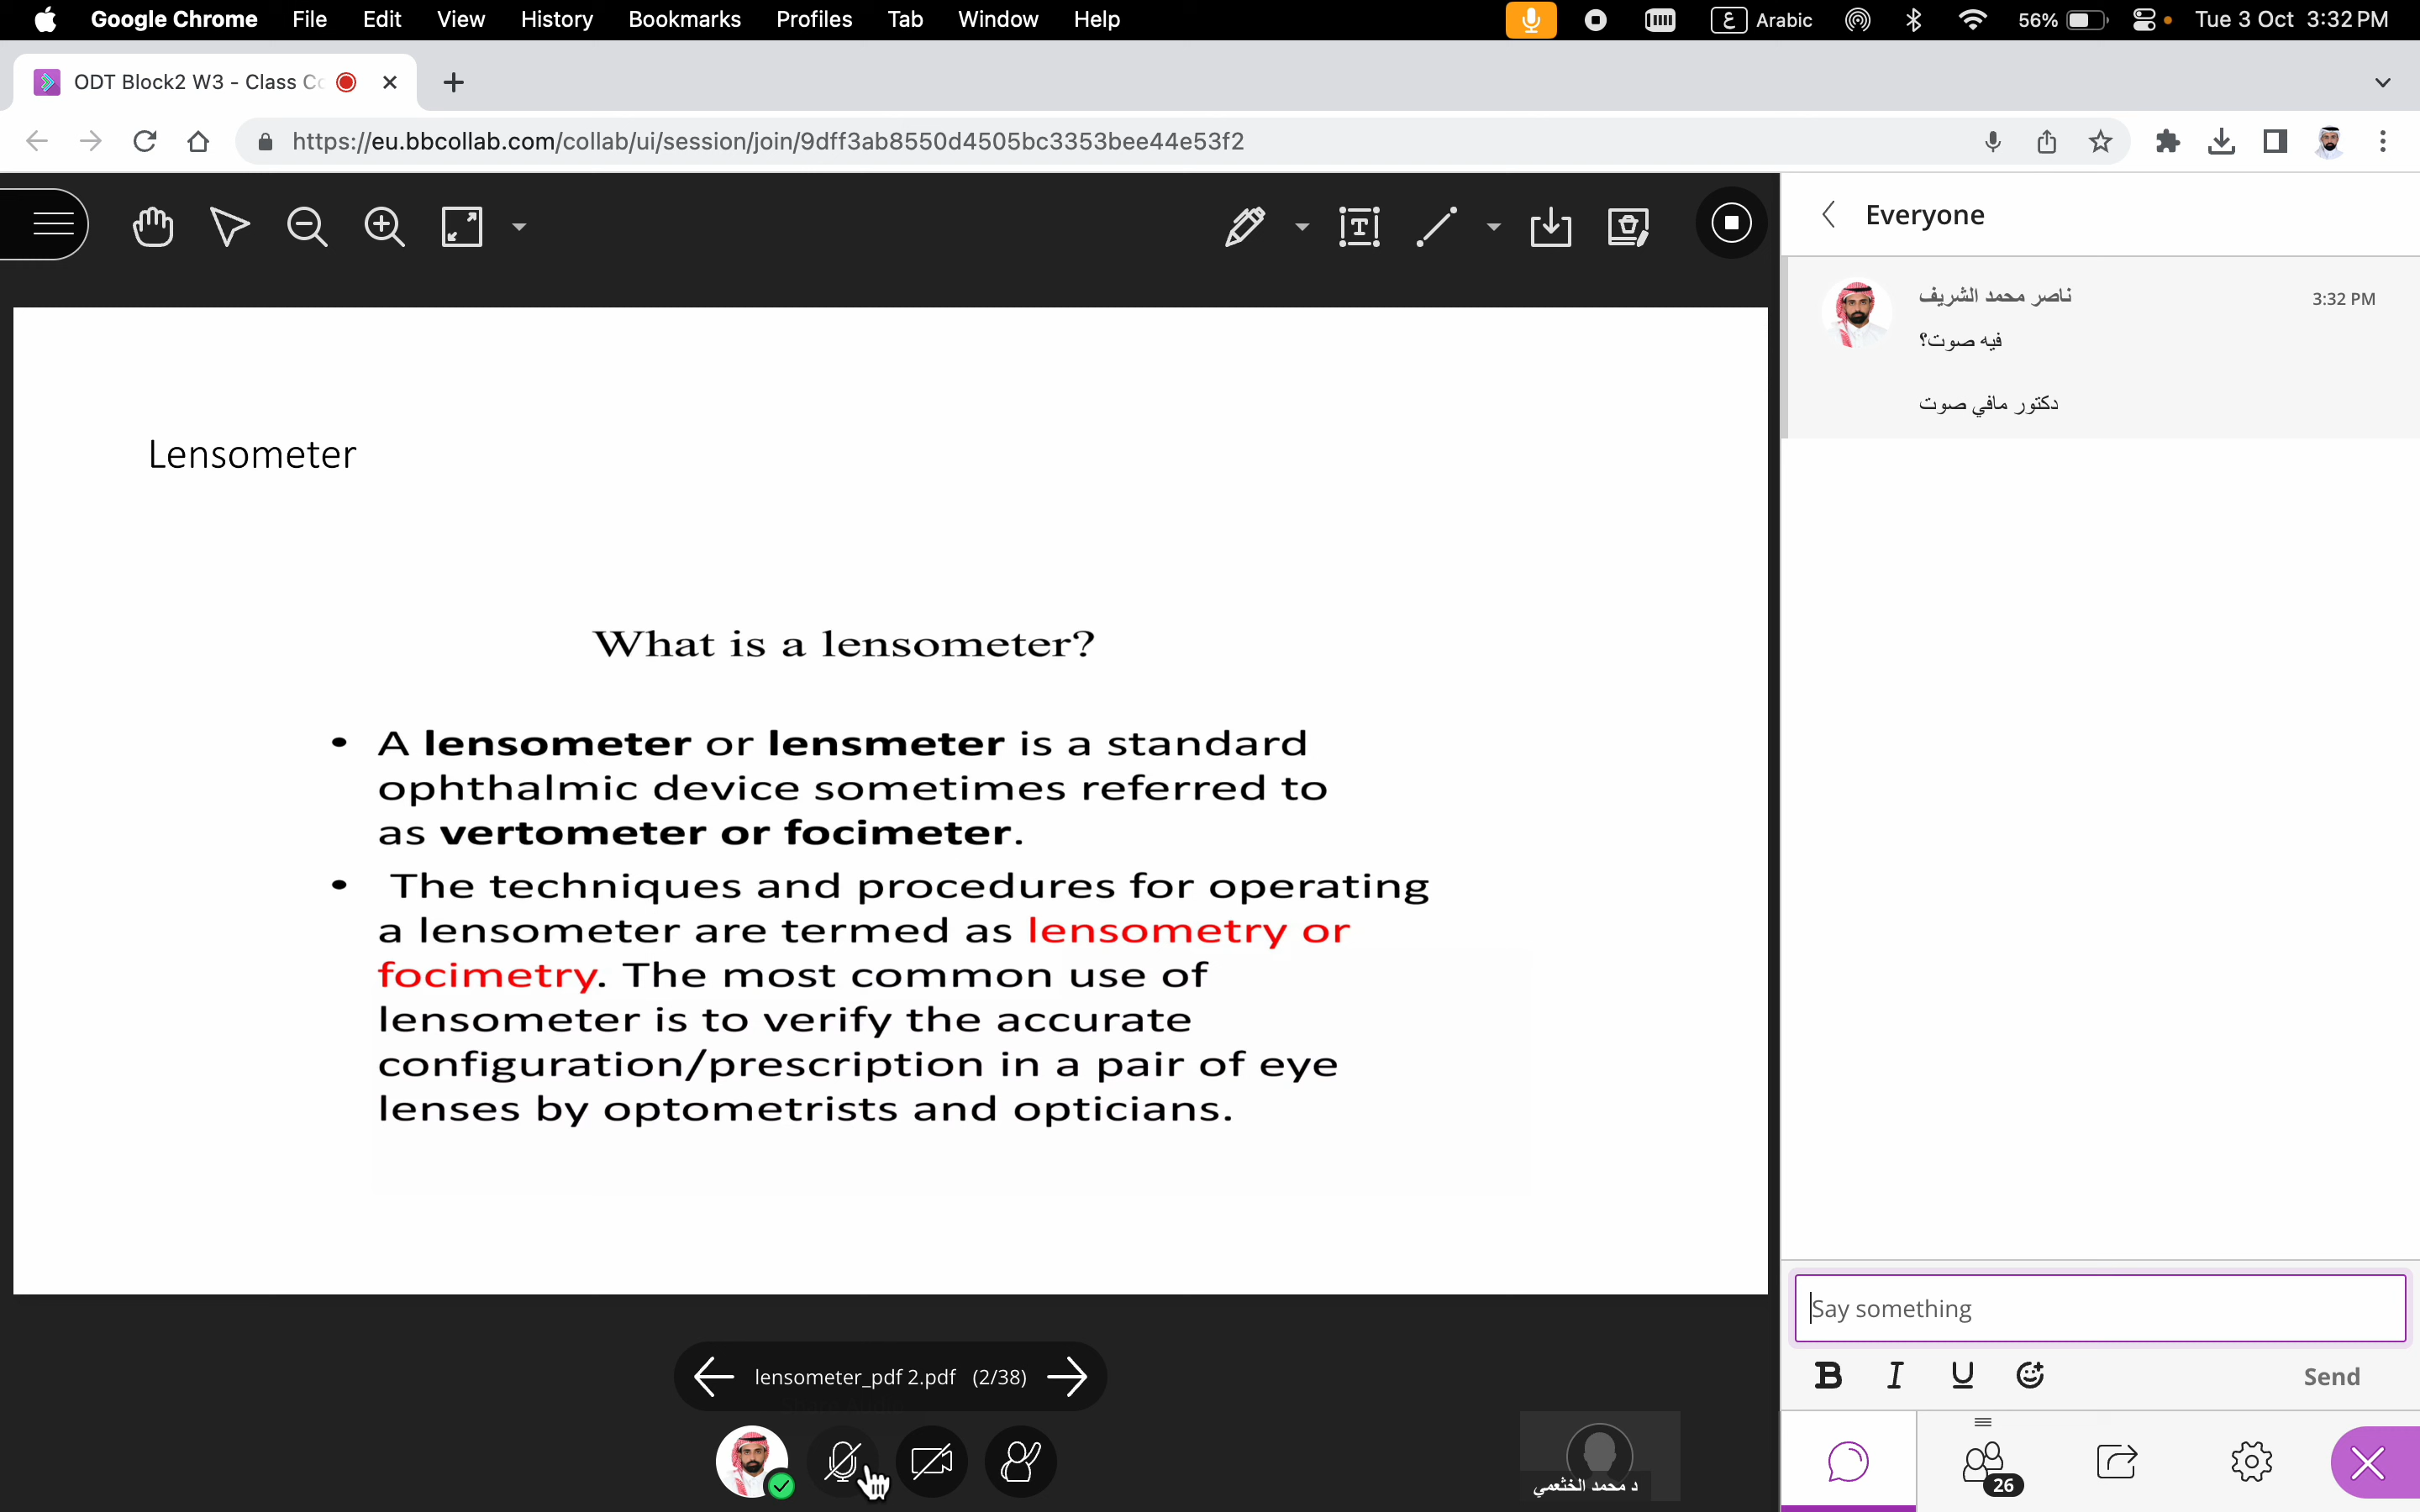 Google Chrome File Edit View History Bookmarks Profiles Tab Window Help
ع Arabic 56% Tue 3 Oct 3:32 PM
ODT Block2 W3 - Class Co
https://eu.bbcollab.com/collab/ui/session/join/9dff3ab8550d4505bc3353bee44e53f2
Lensometer
What is a lensometer?
• A lensometer or lensmeter is a standard
ophthalmic device sometimes referred to
as vertometer or focimeter.
• The techniques and procedures for operating
a lensometer are termed as lensometry or
focimetry. The most common use of
lensometer is to verify the accurate
configuration/prescription in a pair of eye
lenses by optometrists and opticians.
lensometer_pdf 2.pdf (2/38)
د محمد الخثعمي
Everyone
ناصر محمد الشريف
3:32 PM
فيه صوت؟
دكتور مافي صوت
Say something
B I U
Send
26